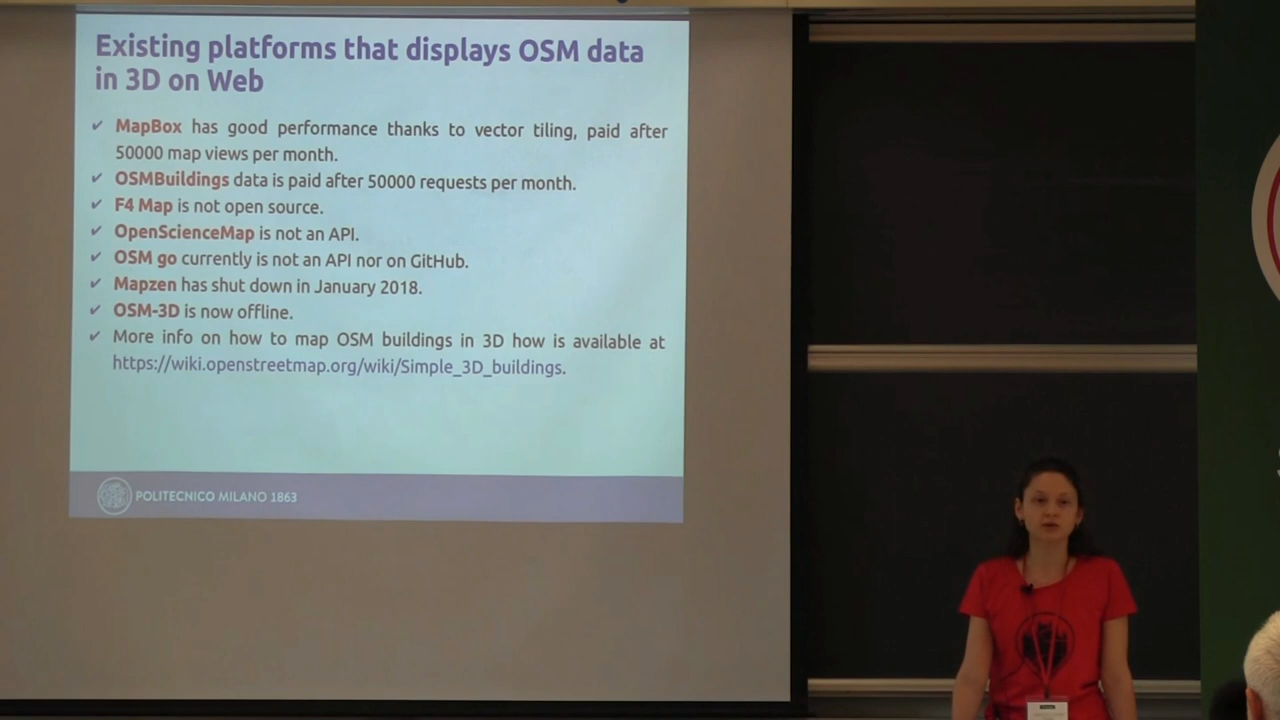 Existing platforms that displays OSM data
in 3D on Web
✔ MapBox has good performance thanks to vector tiling, paid after
50000 map views per month.
✔ OSMBuildings data is paid after 50000 requests per month.
✔ F4 Map is not open source.
✔ OpenScienceMap is not an API.
✔ OSM go currently is not an API nor on GitHub.
✔ Mapzen has shut down in January 2018.
✔ OSM-3D is now offline.
✔ More info on how to map OSM buildings in 3D how is available at
https://wiki.openstreetmap.org/wiki/Simple_3D_buildings.
POLITECNICO MILANO 1863